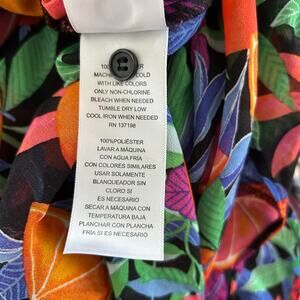 100% POLYESTER
MACHINE WASH COLD
WITH LIKE COLORS
ONLY NON-CHLORINE
BLEACH WHEN NEEDED
TUMBLE DRY LOW
COOL IRON WHEN NEEDED
RN 137198
100%POLIÉSTER
LAVAR A MÁQUINA
CON AGUA FRÍA
CON COLORES SIMILARES
USAR SOLAMENTE
BLANQUEADOR SIN
CLORO SI
ES NECESARIO
SECAR A MÁQUINA CON
TEMPERATURA BAJA
PLANCHAR CON PLANCHA
FRÍA SI ES NECESARIO